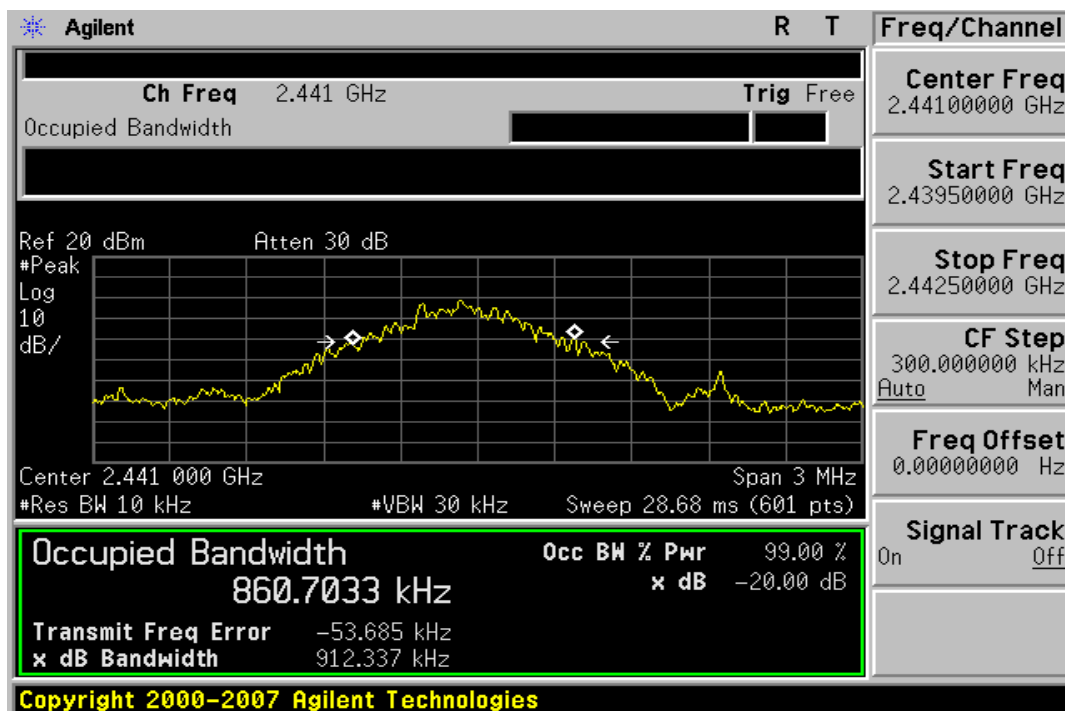 Agilent R T Freq/Channel
Ch Freq 2.441 GHz Trig Free
Occupied Bandwidth
Center Freq
2.44100000 GHz
Start Freq
2.43950000 GHz
Stop Freq
2.44250000 GHz
CF Step
300.000000 kHz
Auto Man
Freq Offset
0.00000000 Hz
Signal Track
On Off
Ref 20 dBm Atten 30 dB
#Peak
Log
10
dB/
Center 2.441 000 GHz Span 3 MHz
#Res BW 10 kHz #VBW 30 kHz Sweep 28.68 ms (601 pts)
Occupied Bandwidth Occ BW % Pwr 99.00 %
860.7033 kHz x dB -20.00 dB
Transmit Freq Error -53.685 kHz
x dB Bandwidth 912.337 kHz
Copyright 2000-2007 Agilent Technologies